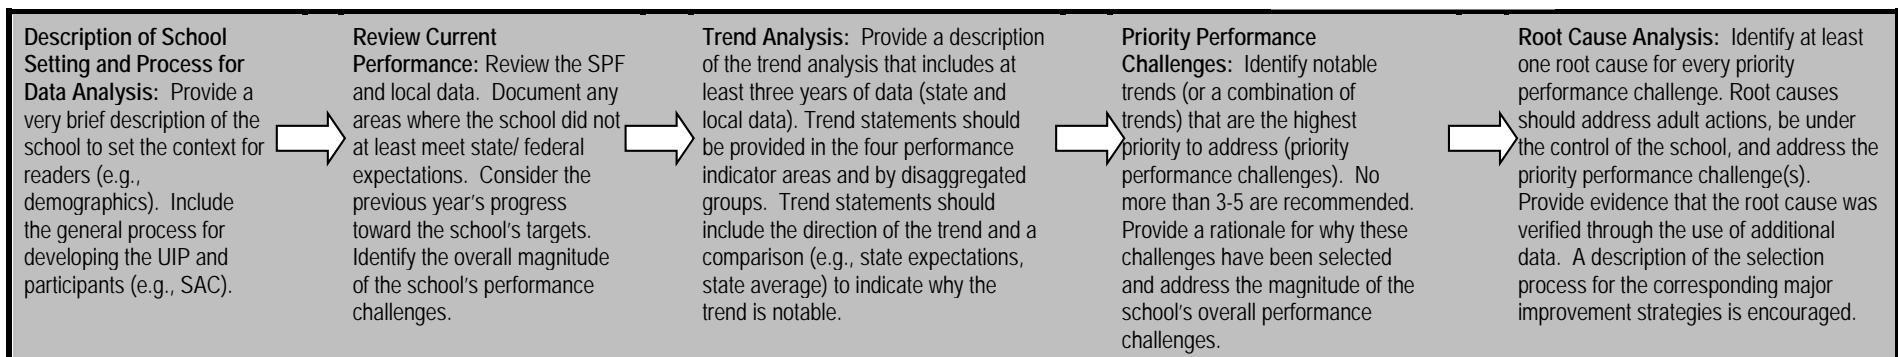 Description of School
Setting and Process for
Data Analysis: Provide a
very brief description of the
school to set the context for
readers (e.g.,
demographics). Include
the general process for
developing the UIP and
participants (e.g., SAC).
Review Current
Performance: Review the SPF
and local data. Document any
areas where the school did not
at least meet state/ federal
expectations. Consider the
previous year's progress
toward the school's targets.
Identify the overall magnitude
of the school's performance
challenges.
Trend Analysis: Provide a description
of the trend analysis that includes at
least three years of data (state and
local data). Trend statements should
be provided in the four performance
indicator areas and by disaggregated
groups. Trend statements should
include the direction of the trend and a
comparison (e.g., state expectations,
state average) to indicate why the
trend is notable.
Priority Performance
Challenges: Identify notable
trends (or a combination of
trends) that are the highest
priority to address (priority
performance challenges). No
more than 3-5 are recommended.
Provide a rationale for why these
challenges have been selected
and address the magnitude of the
school's overall performance
challenges.
Root Cause Analysis: Identify at least
one root cause for every priority
performance challenge. Root causes
should address adult actions, be under
the control of the school, and address the
priority performance challenge(s).
Provide evidence that the root cause was
verified through the use of additional
data. A description of the selection
process for the corresponding major
improvement strategies is encouraged.